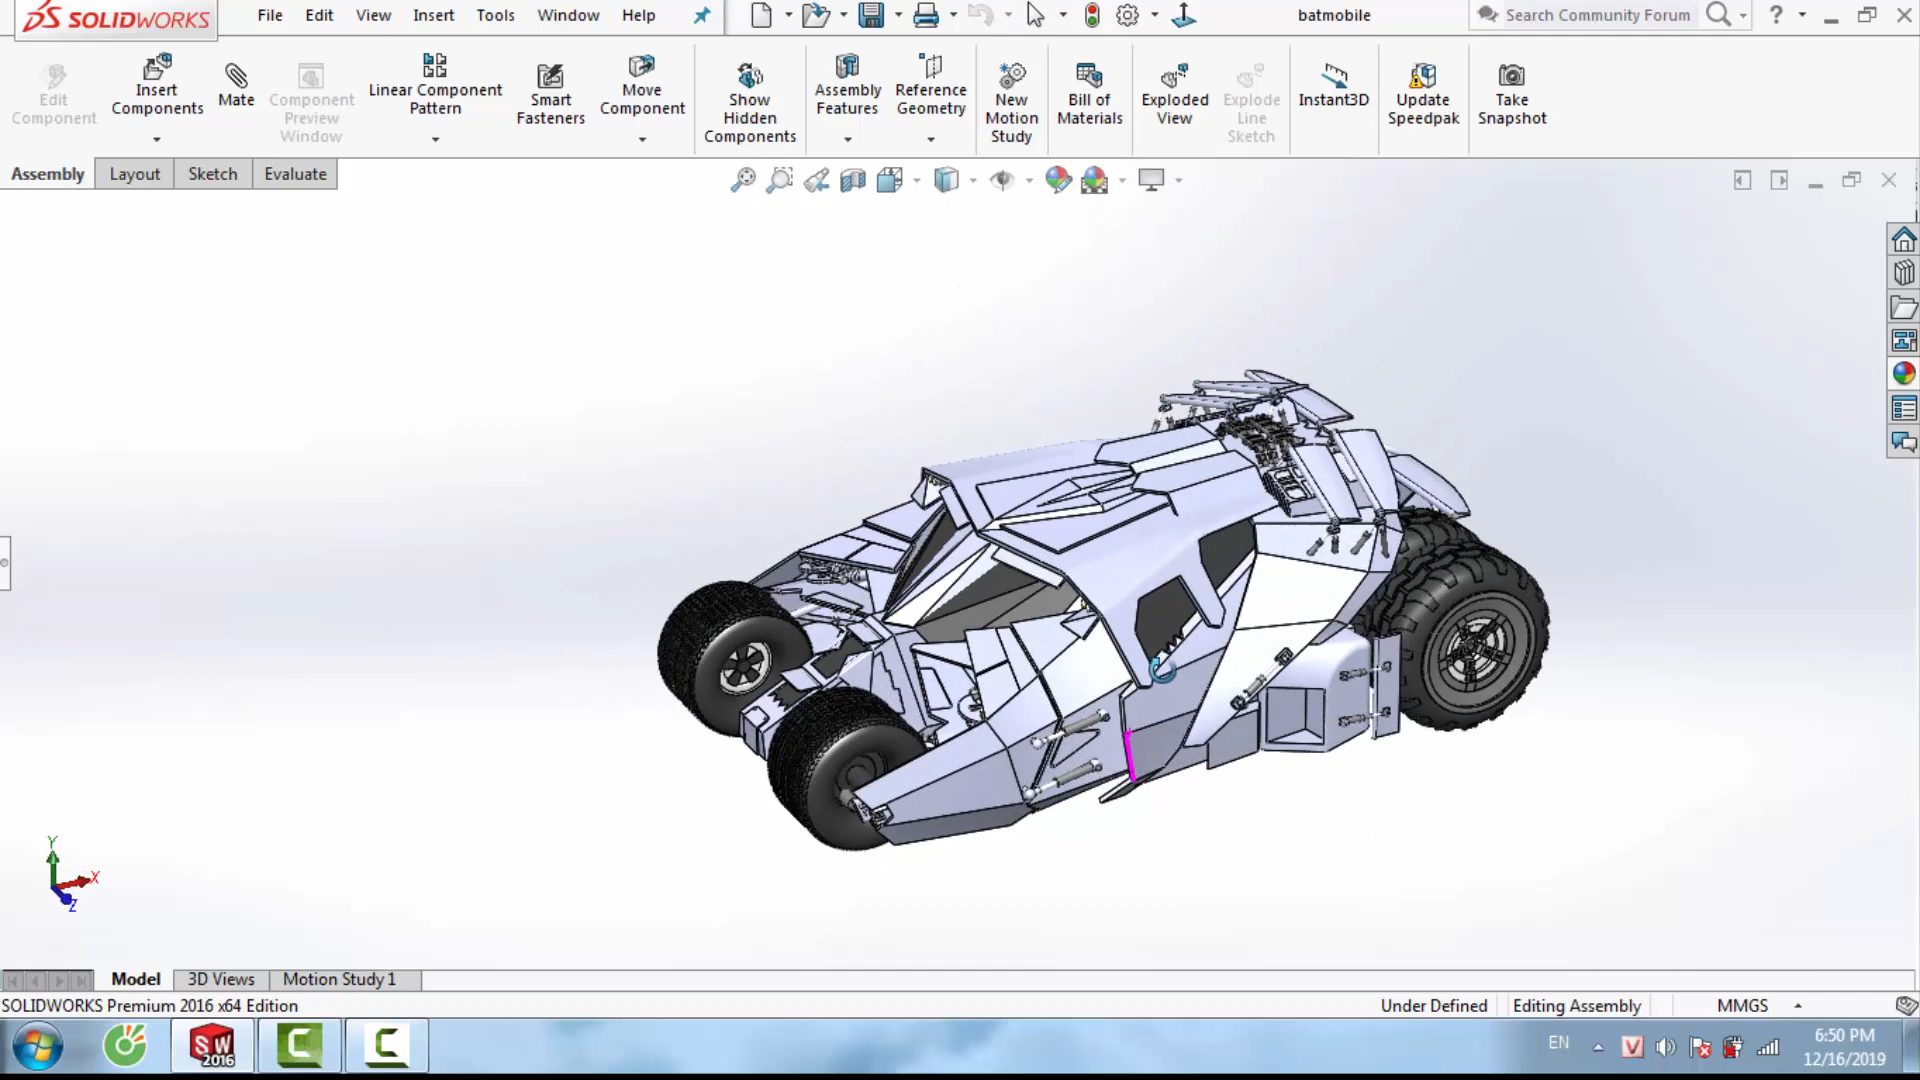 SOLIDWORKS File Edit View Insert Tools Window Help batmobile Search Community Forum ?
Edit Component
Insert Components
Mate
Component Preview Window
Linear Component Pattern
Smart Fasteners
Move Component
Show Hidden Components
Assembly Features
Reference Geometry
New Motion Study
Bill of Materials
Exploded View
Explode Line Sketch
Instant3D
Update Speedpak
Take Snapshot
Assembly Layout Sketch Evaluate
Y
X
Z
Model 3D Views Motion Study 1
SOLIDWORKS Premium 2016 x64 Edition Under Defined Editing Assembly MMGS
SW 2016
C
C
EN
V
6:50 PM
12/16/2019